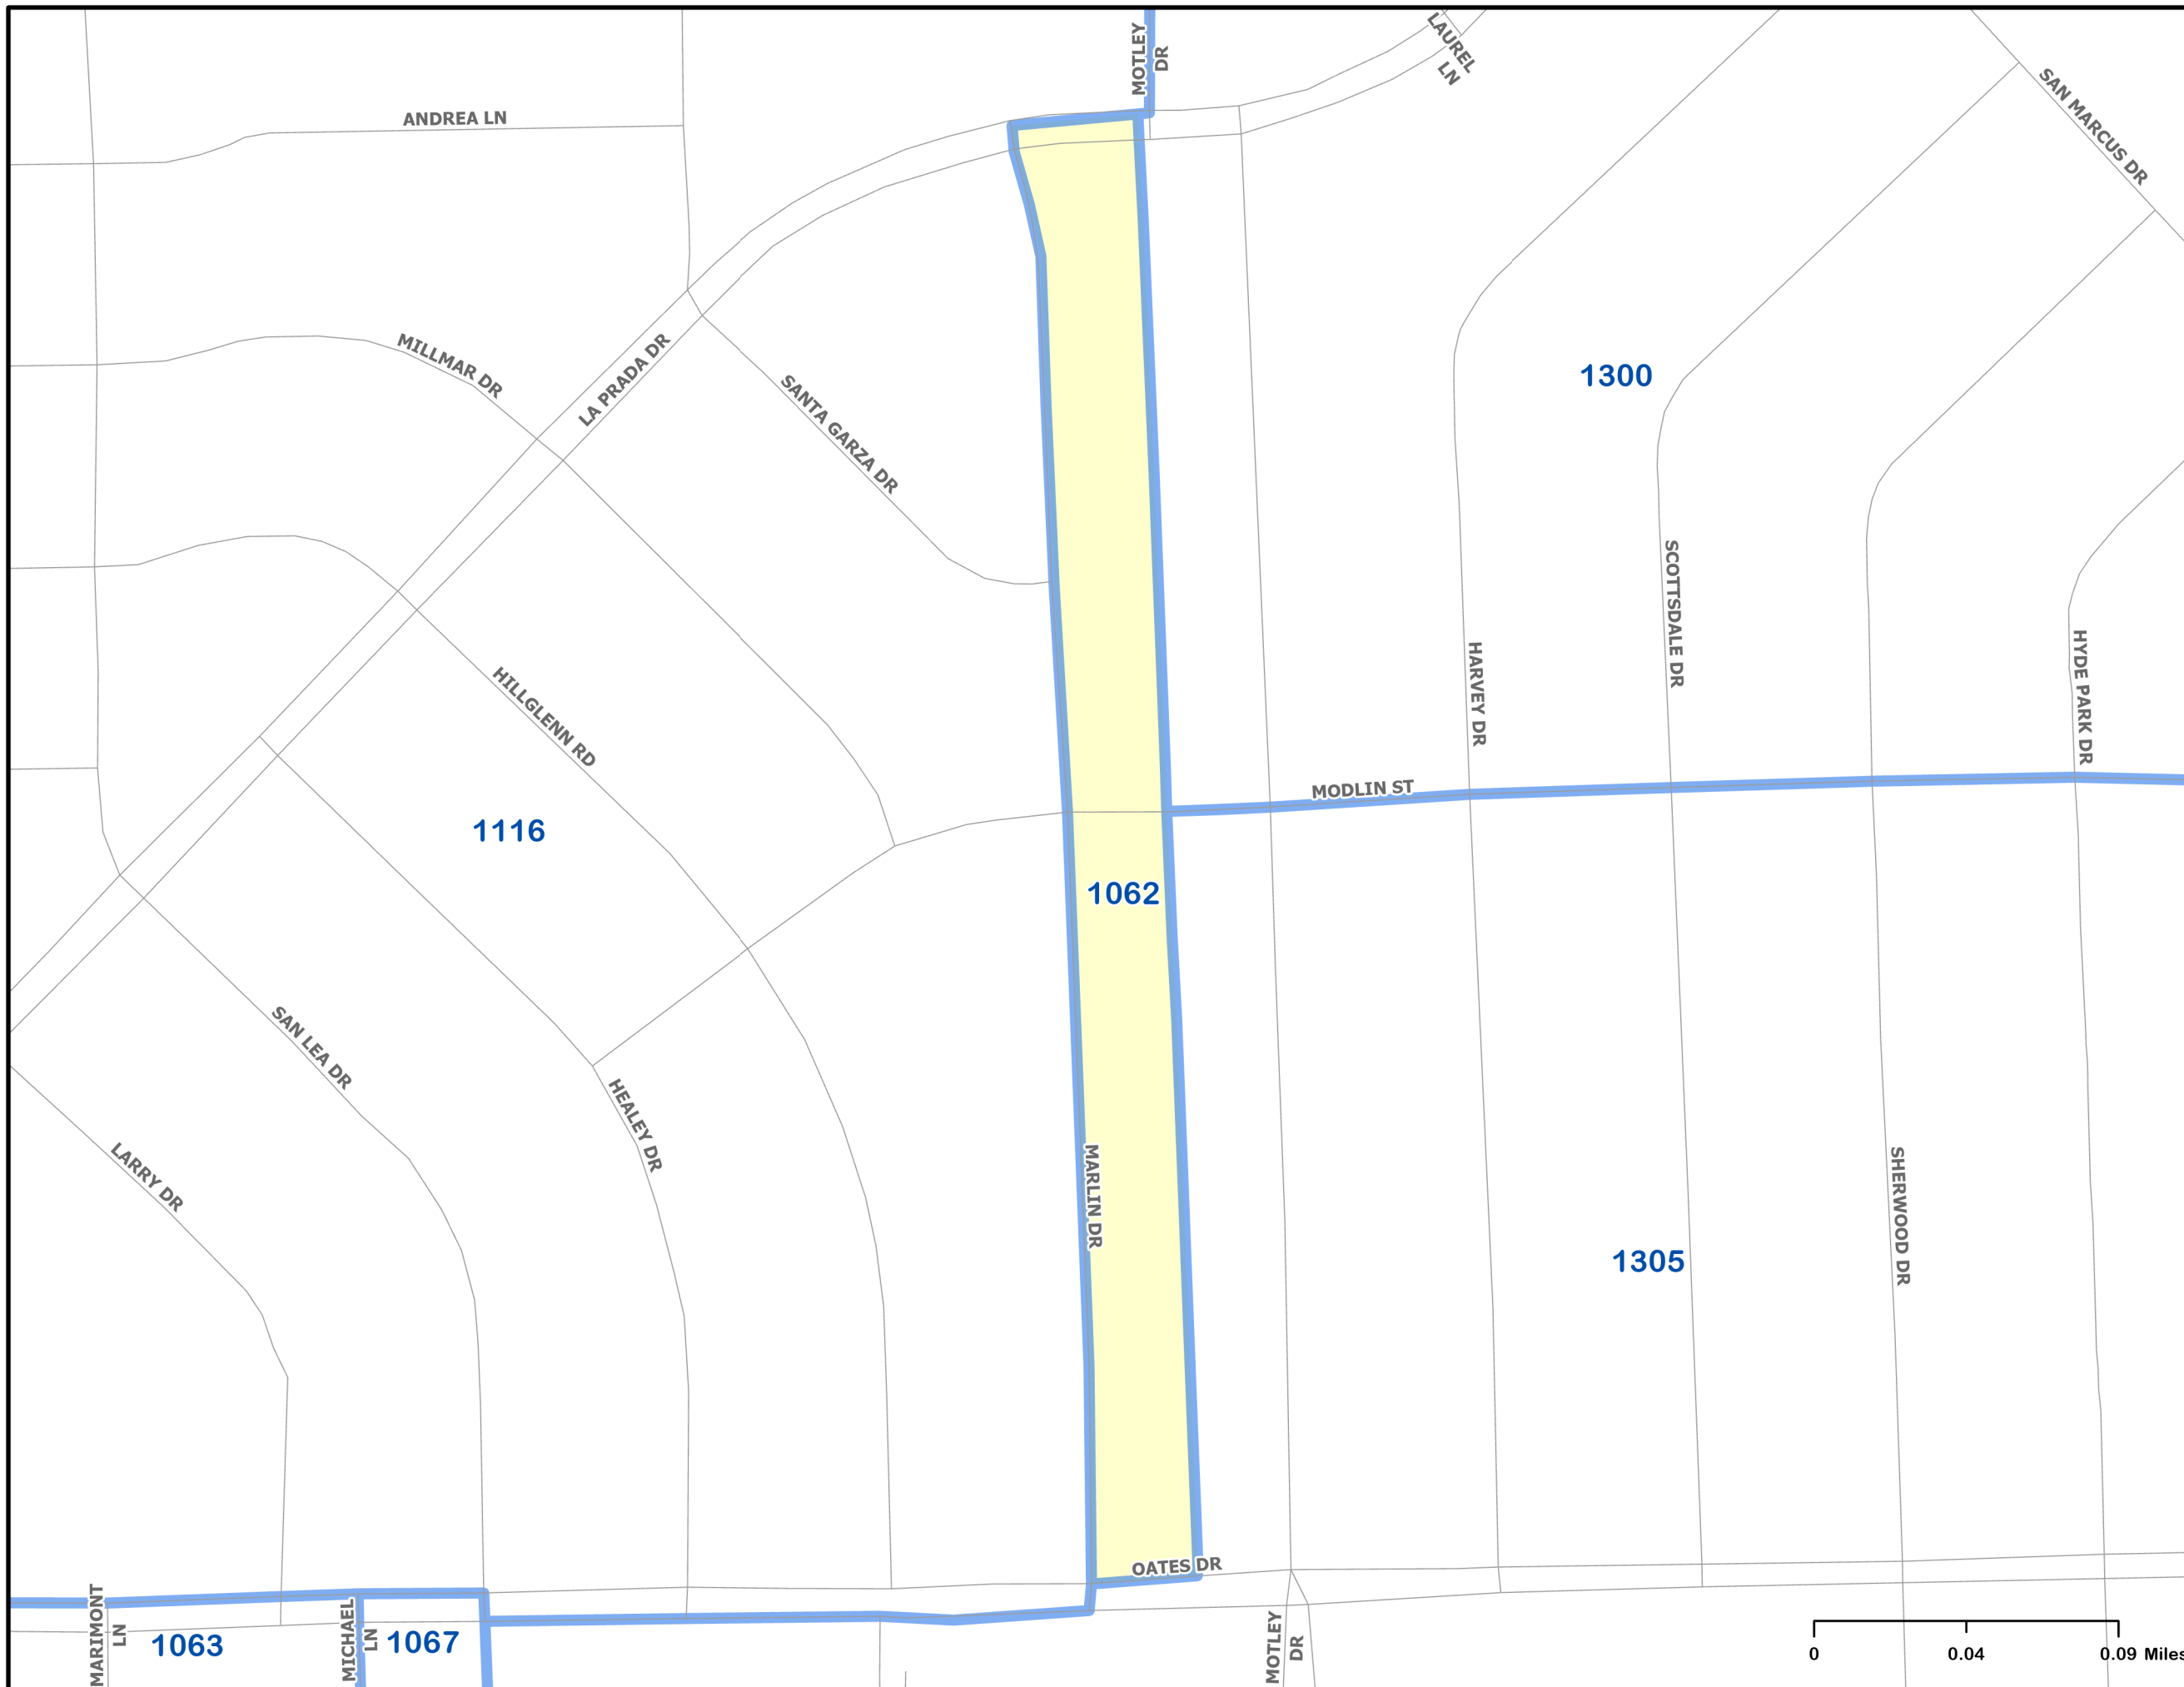 MOTLEY
DR
LAUREL
LN
SAN MARCUS DR
ANDREA LN
MILLMAR DR
LA PRADA DR
SANTA GARZA DR
1300
SCOTTSDALE DR
HARVEY DR
HYDE PARK DR
HILLGLENN RD
MODLIN ST
1116
1062
SAN LEA DR
HEALEY DR
LARRY DR
MARLIN DR
SHERWOOD DR
1305
OATES DR
MARIMONT
LN
1063
MICHAEL
LN
1067
MOTLEY
DR
0 0.04 0.09 Miles